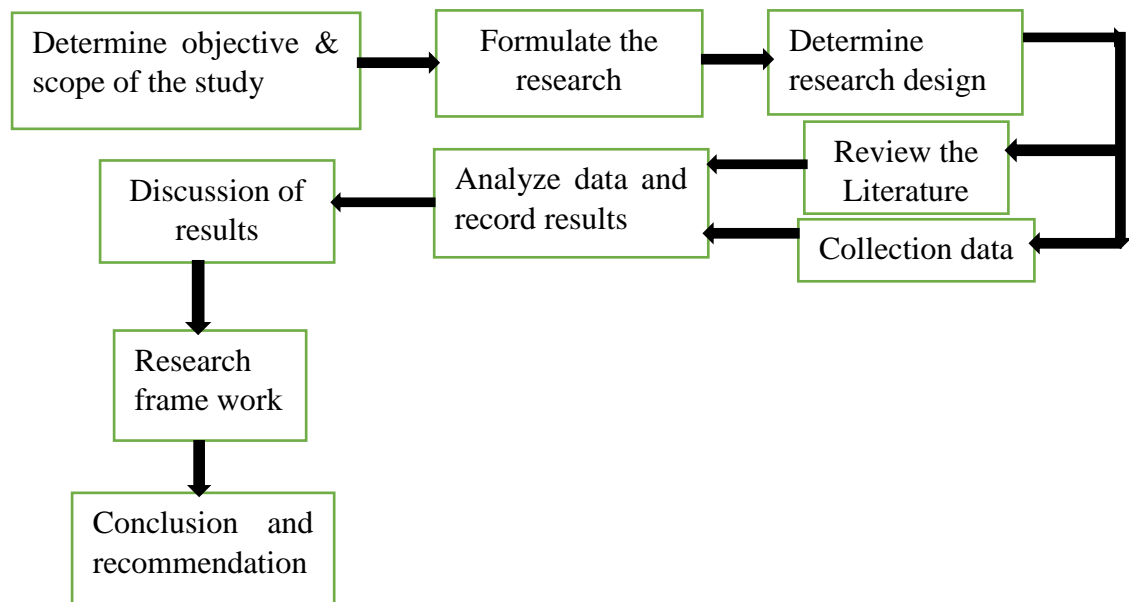 Determine objective &
scope of the study
Formulate the
research
Determine
research design
Review the
Literature
Collection data
Analyze data and
record results
Discussion of
results
Research
frame work
Conclusion and
recommendation